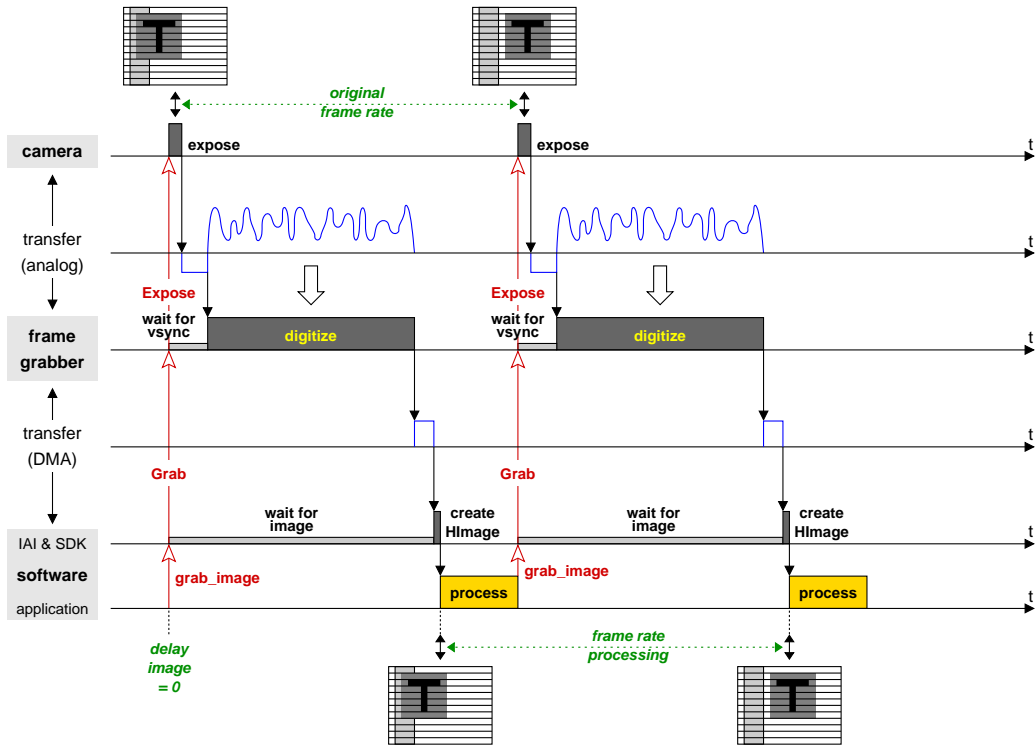 T
T
original
frame rate
expose
expose
t
camera
transfer
(analog)
t
Expose
Expose
wait for
vsync
wait for
vsync
digitize
digitize
t
frame
grabber
transfer
(DMA)
t
Grab
Grab
wait for
image
create
HImage
wait for
image
create
HImage
t
IAI & SDK
software
application
grab_image
grab_image
process
process
t
delay
image
= 0
frame rate
processing
T
T